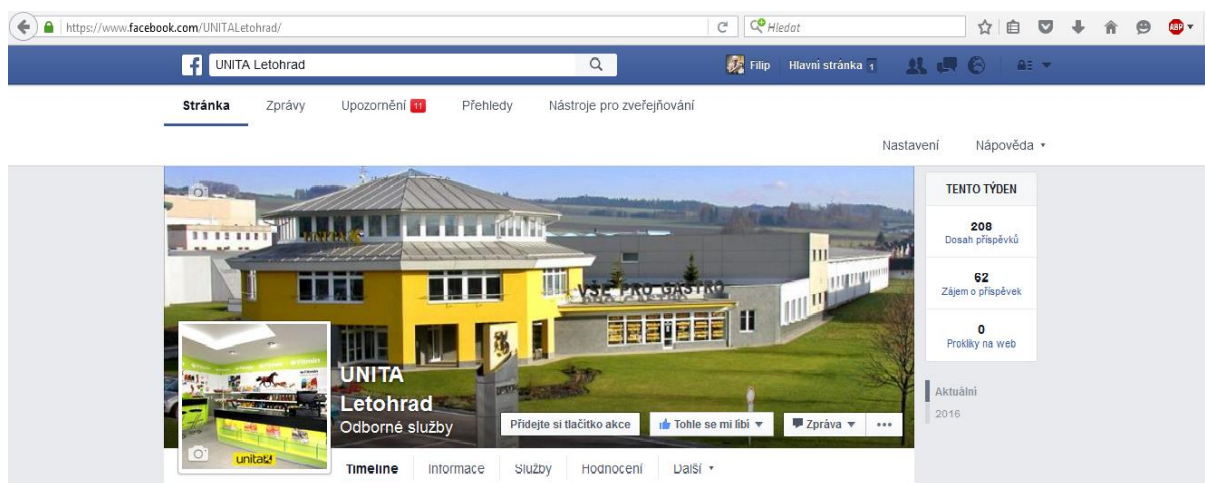 https://www.facebook.com/UNITALetohrad/
Hledat
ABP
UNITA Letohrad
Filip Hlavní stránka 1
Stránka Zprávy Upozornění 11 Přehledy Nástroje pro zveřejňování
Nastavení Nápověda
TENTO TÝDEN
208
Dosah příspěvků
62
Zájem o příspěvek
0
Prokliky na web
Aktuální
2016
UNITA
VŠE PRO GASTRO
unita
UNITA
Letohrad
Odborné služby
Přidejte si tlačítko akce Tohle se mi líbí Zpráva
Timeline Informace Služby Hodnocení Další